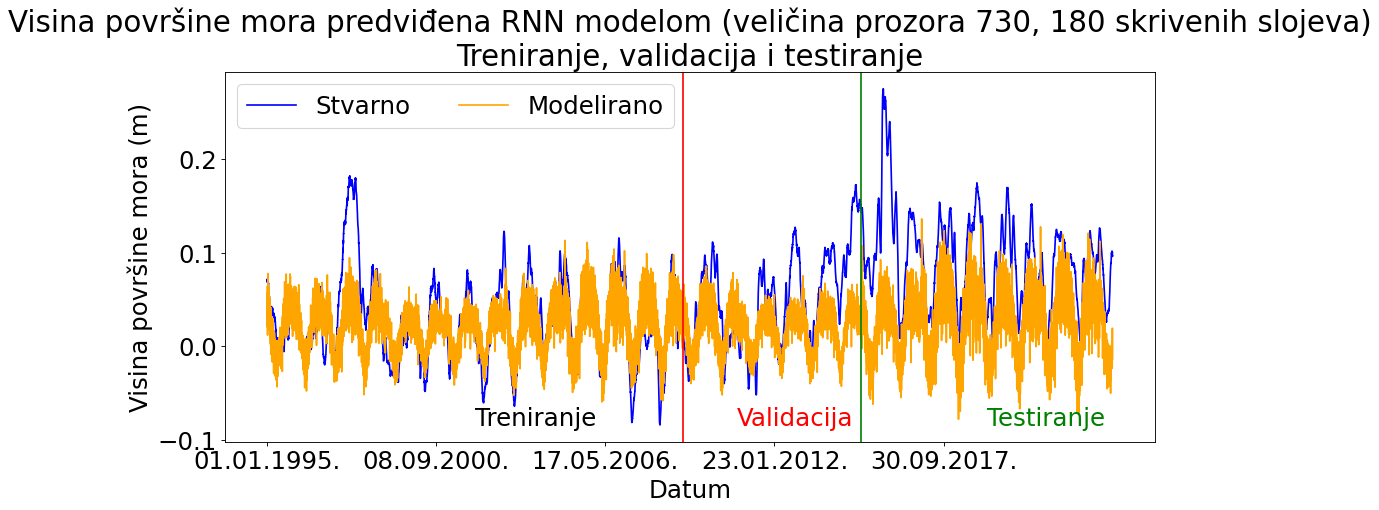 Visina površine mora predviđena RNN modelom (veličina prozora 730, 180 skrivenih slojeva)
Treniranje, validacija i testiranje
Stvarno
Modelirano
Visina površine mora (m)
0.2
0.1
0.0
−0.1
Treniranje
Validacija
Testiranje
01.01.1995.
08.09.2000.
17.05.2006.
23.01.2012.
30.09.2017.
Datum